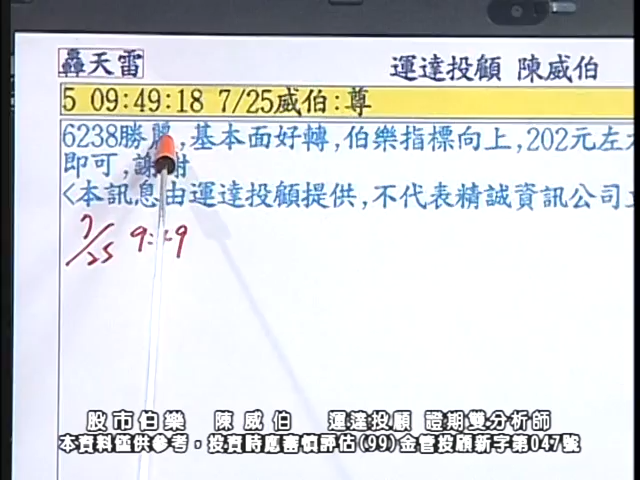 轟天雷
運達投顧 陳威伯
5 09:49:18 7/25威伯:尊
6238勝麗,基本面好轉,伯樂指標向上,202元左
即可,謝謝
<本訊息由運達投顧提供,不代表精誠資訊公司立
7/25 9:49
股市伯樂 陳威伯 運達投顧 證期雙分析師
本資料僅供參考,投資時應審慎評估(99)金管投顧新字第047號